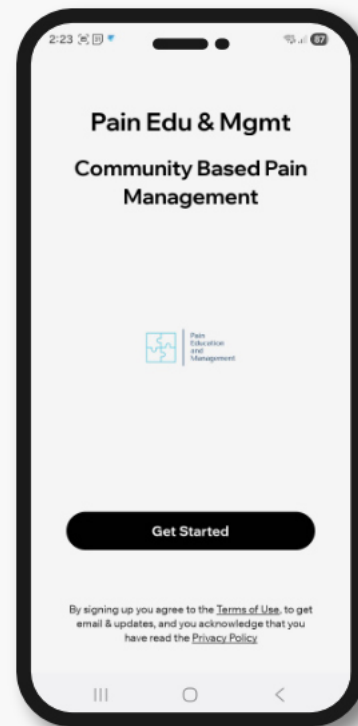 2:23
87
Pain Edu & Mgmt
Community Based Pain
Management
Pain
Education
and
Management
Get Started
By signing up you agree to the Terms of Use, to get
email & updates, and you acknowledge that you
have read the Privacy Policy